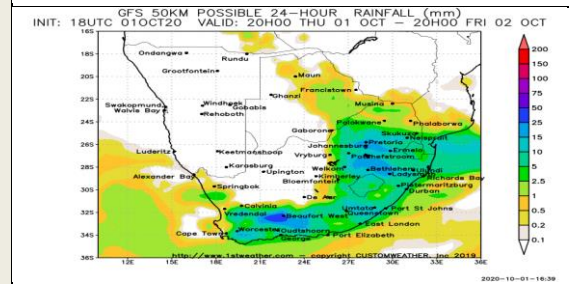 GFS 50KM POSSIBLE 24-HOUR RAINFALL (mm)
INIT: 18UTC 01OCT20 VALID: 20H00 THU 01 OCT - 20H00 FRI 02 OCT
16S
Ondangwa
Rundu
18S
Grootfontein
Maun
20S
Francistown
Ghanzi
22S
Windhoek
Gobabis
Musina
Swakopmund
Walvis Bay
Rehoboth
Polokwane
Phalaborwa
24S
Gaborone
Skukuza
Nelspruit
Johannesburg
Pretoria
26S
Luderitz
Keetmanshoop
Vryburg
Ermelo
Potchefstroom
Karasburg
Welkom
28S
Alexander Bay
Upington
Kimberley
Bethlehem
Ulundi
Ladysmith
Richards Bay
Bloemfontein
Springbok
Pietermaritzburg
30S
De Aar
Durban
Calvinia
Umtata
Port St Johns
32S
Vredendal
Beaufort West
Queenstown
East London
Cape Town
Worcester
Oudtshoorn
34S
George
Port Elizabeth
http://www.1stweather.com - copyright CUSTOMWEATHER, Inc 2019
36S
12E 15E 18E 21E 24E 27E 30E 33E 36E
200
150
100
75
50
25
15
10
5
2.5
1
0.5
0.2
0.1
2020-10-01-16:39